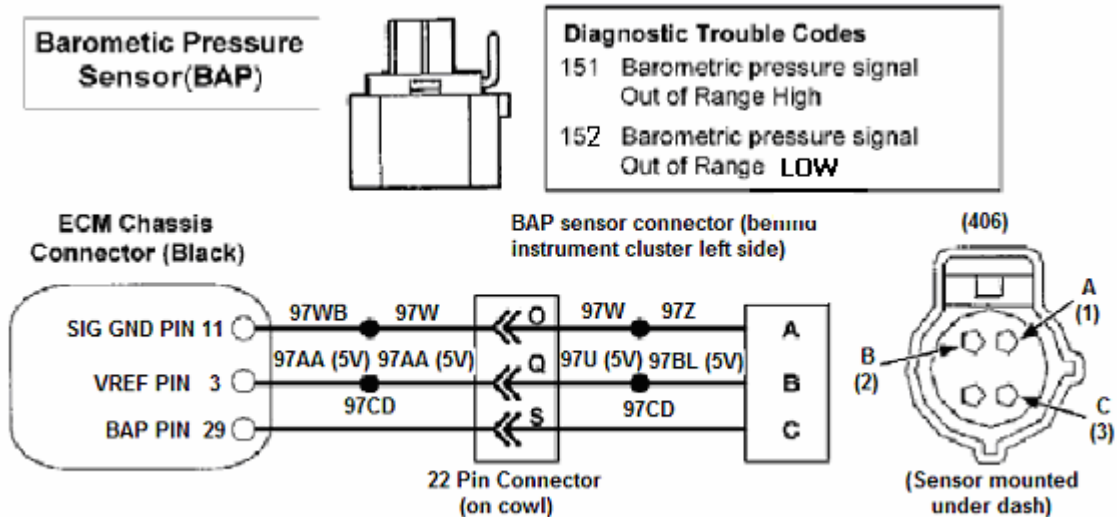 Barometic Pressure
Sensor(BAP)
Diagnostic Trouble Codes
151 Barometric pressure signal
Out of Range High
152 Barometric pressure signal
Out of Range LOW
ECM Chassis
Connector (Black)
BAP sensor connector (behind
instrument cluster left side)
(406)
SIG GND PIN 11
97WB 97W O 97W 97Z A
97AA (5V) 97AA (5V) Q 97U (5V) 97BL (5V)
VREF PIN 3
B
97CD S 97CD
BAP PIN 29
C
22 Pin Connector
(on cowl)
A
(1)
B
(2)
C
(3)
(Sensor mounted
under dash)